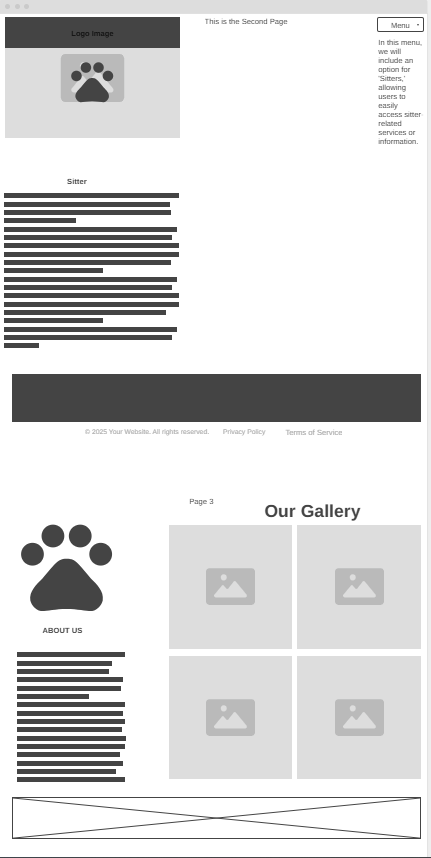 Logo Image
This is the Second Page
Menu
In this menu,
we will
include an
option for
'Sitters,'
allowing
users to
easily
access sitter
related
services or
information.
Sitter
© 2025 Your Website. All rights reserved. Privacy Policy Terms of Service
Page 3
Our Gallery
ABOUT US